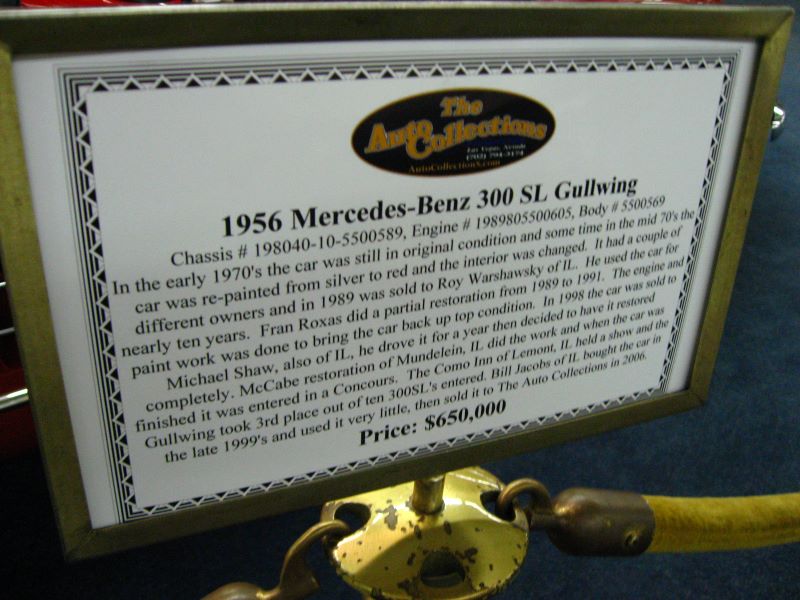 The
Auto
Collections
Las Vegas, Nevada
(702) 794-3174
AutoCollections.com
1956 Mercedes-Benz 300 SL Gullwing
Chassis # 198040-10-5500589, Engine # 1989805500605, Body # 5500569
In the early 1970's the car was still in original condition and some time in the mid 70's the
car was re-painted from silver to red and the interior was changed. It had a couple of
different owners and in 1989 was sold to Roy Warshawsky of IL. He used the car for
nearly ten years. Fran Roxas did a partial restoration from 1989 to 1991. The engine and
paint work was done to bring the car back up top condition. In 1998 the car was sold to
Michael Shaw, also of IL, he drove it for a year then decided to have it restored
completely. McCabe restoration of Mundelein, IL did the work and when the car was
finished it was entered in a Concours. The Como Inn of Lemont, IL held a show and the
Gullwing took 3rd place out of ten 300SL's entered. Bill Jacobs of IL bought the car in
the late 1999's and used it very little, then sold it to The Auto Collections in 2006.
Price: $650,000